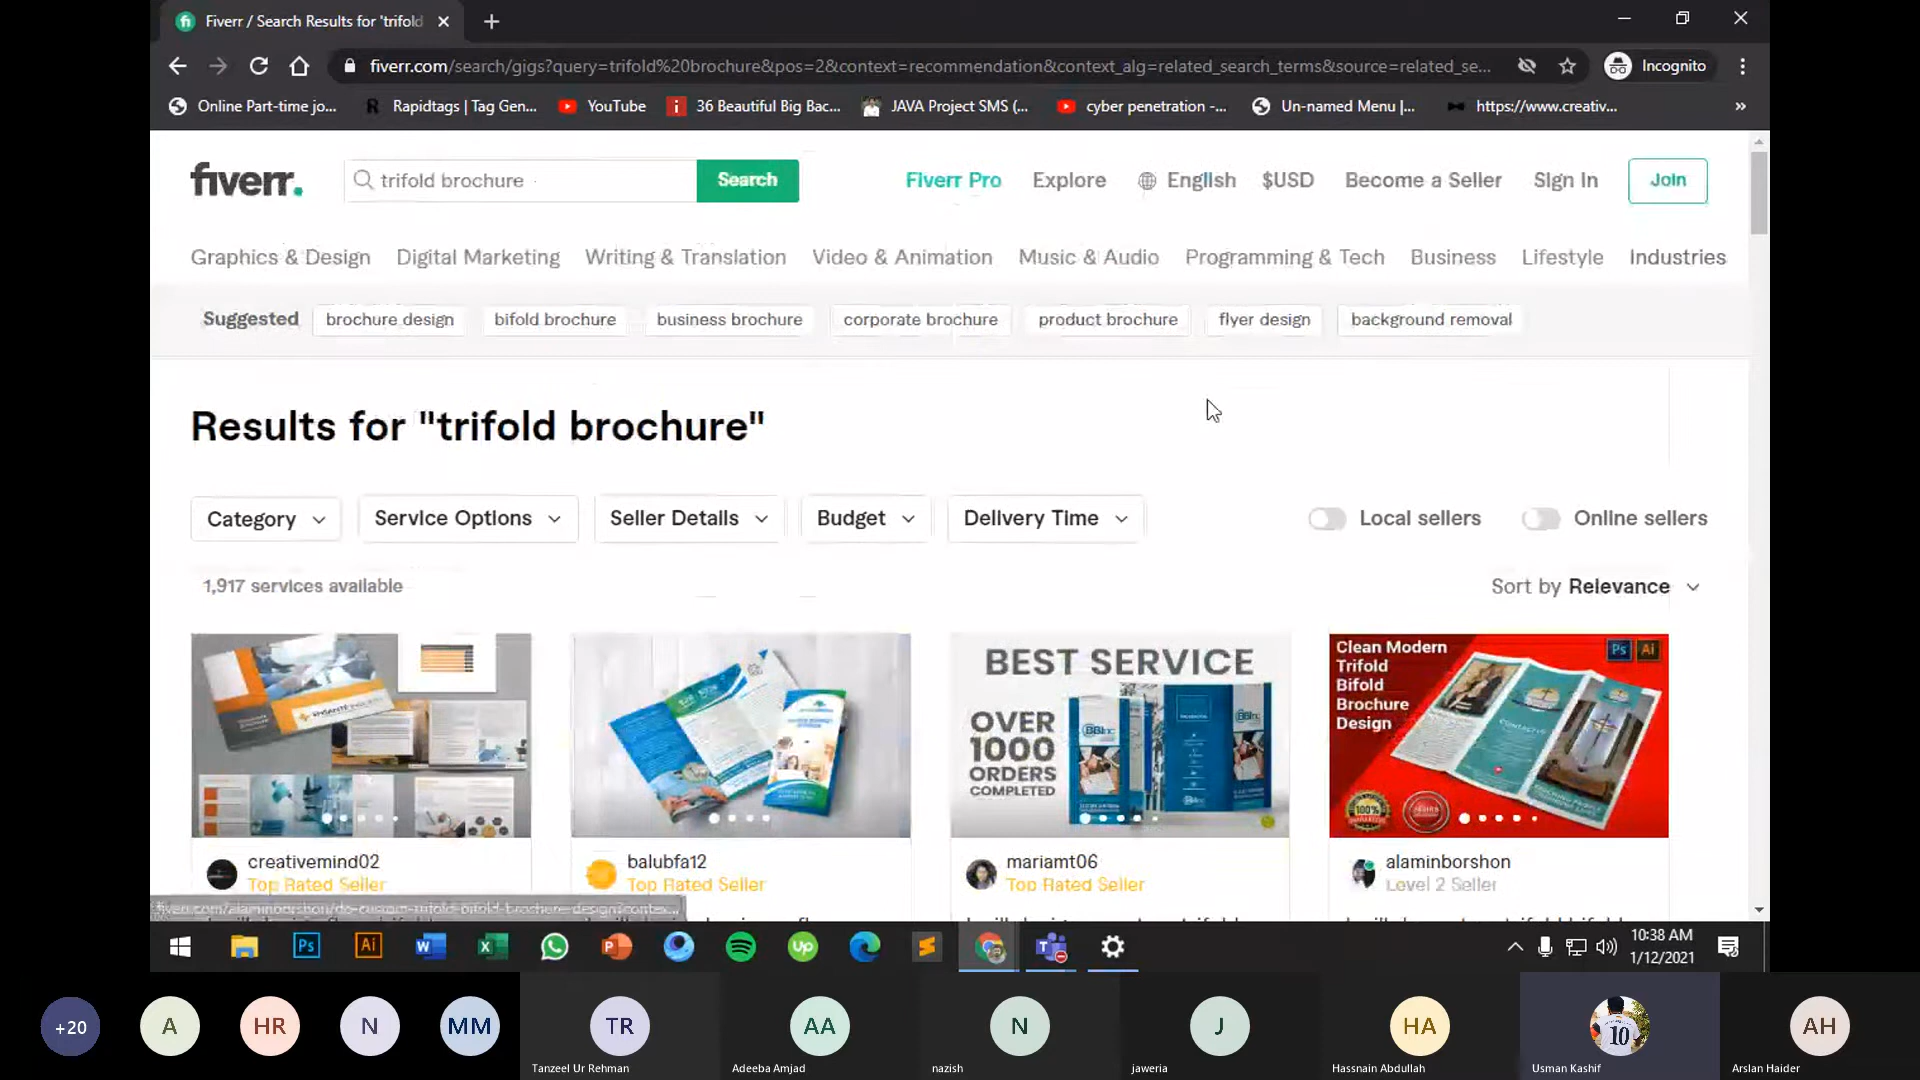 Fiverr / Search Results for 'trifold
fiverr.com/search/gigs?query=trifold%20brochure&pos=2&context=recommendation&context_alg=related_search_terms&source=related_se...
Incognito
Online Part-time jo...
Rapidtags | Tag Gen...
YouTube
36 Beautiful Big Bac...
JAVA Project SMS (...
cyber penetration -...
Un-named Menu |...
https://www.creativ...
»
fiverr.
trifold brochure
Search
Fiverr Pro
Explore
English
$USD
Become a Seller
Sign In
Join
Graphics & Design
Digital Marketing
Writing & Translation
Video & Animation
Music & Audio
Programming & Tech
Business
Lifestyle
Industries
Suggested
brochure design
bifold brochure
business brochure
corporate brochure
product brochure
flyer design
background removal
Results for "trifold brochure"
Category
Service Options
Seller Details
Budget
Delivery Time
Local sellers
Online sellers
1,917 services available
Sort by Relevance
BEST SERVICE
OVER
1000
ORDERS
COMPLETED
Clean Modern
Trifold
Bifold
Brochure
Design
Ps
Ai
creativemind02
Top Rated Seller
balubfa12
Top Rated Seller
mariamt06
Top Rated Seller
alaminborshon
Level 2 Seller
10:38 AM
1/12/2021
+20
A
HR
N
MM
TR
Tanzeel Ur Rehman
AA
Adeeba Amjad
N
nazish
J
jaweria
HA
Hassnain Abdullah
10
Usman Kashif
AH
Arslan Haider